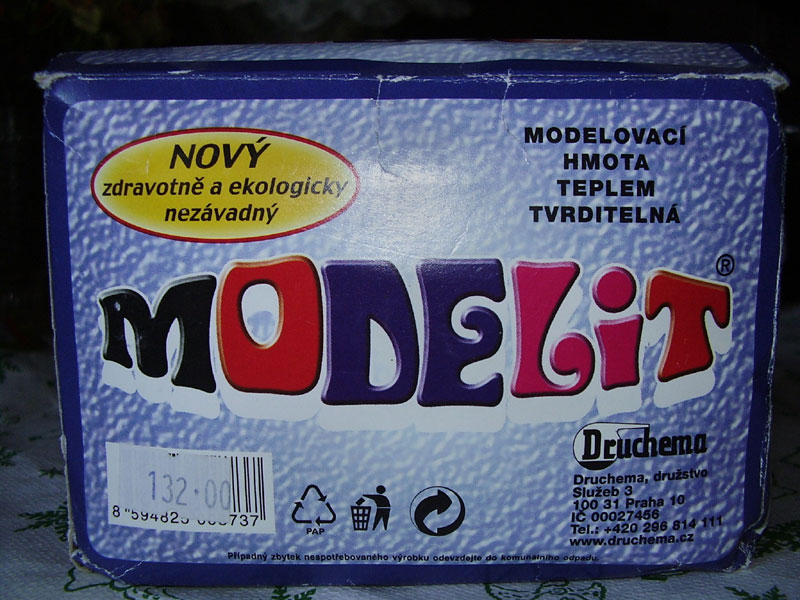 NOVÝ
zdravotně a ekologicky
nezávadný
MODELOVACÍ
HMOTA
TEPLEM
TVRDITELNÁ
MODELiT®
132.00
PAP
Druchema
Druchema, družstvo
Služeb 3
100 31 Praha 10
IČ 00027456
Tel.: +420 296 814 111
www.druchema.cz
Případný zbytek nespotřebovaného výrobku odevzdejte do komunálního odpadu.